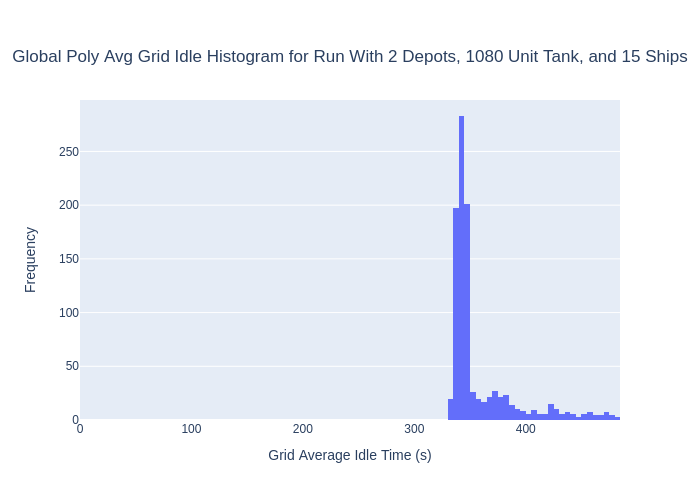 Global Poly Avg Grid Idle Histogram for Run With 2 Depots, 1080 Unit Tank, and 15 Ships
250
200
150
100
50
0
Frequency
0 100 200 300 400
Grid Average Idle Time (s)